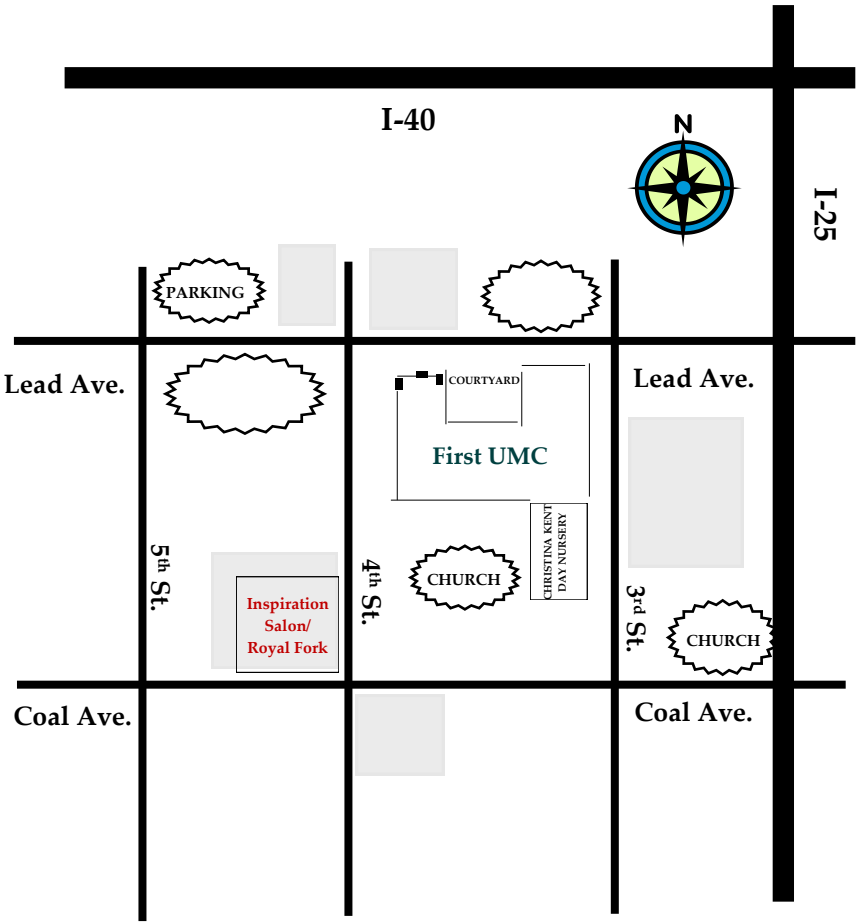 I-40
N
I-25
PARKING
Lead Ave.
COURTYARD
Lead Ave.
First UMC
CHRISTINA KENT
DAY NURSERY
5th St.
4th St.
CHURCH
3rd St.
Inspiration
Salon/
Royal Fork
CHURCH
Coal Ave.
Coal Ave.